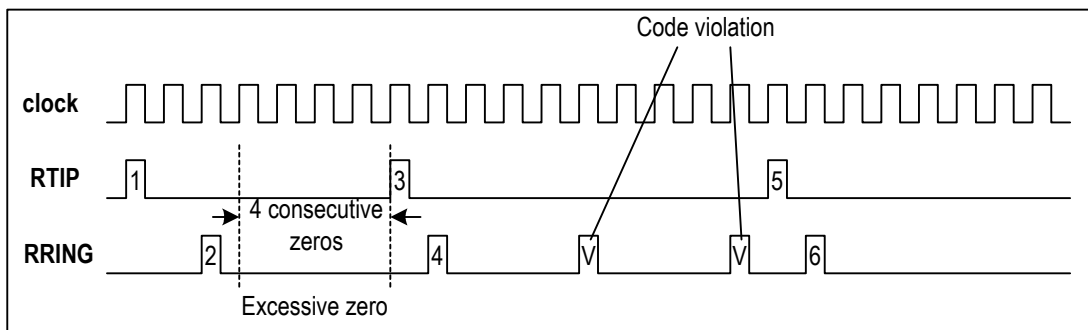 Code violation
clock
RTIP
1
3
5
4 consecutive
zeros
RRING
2
4
V
V
6
Excessive zero